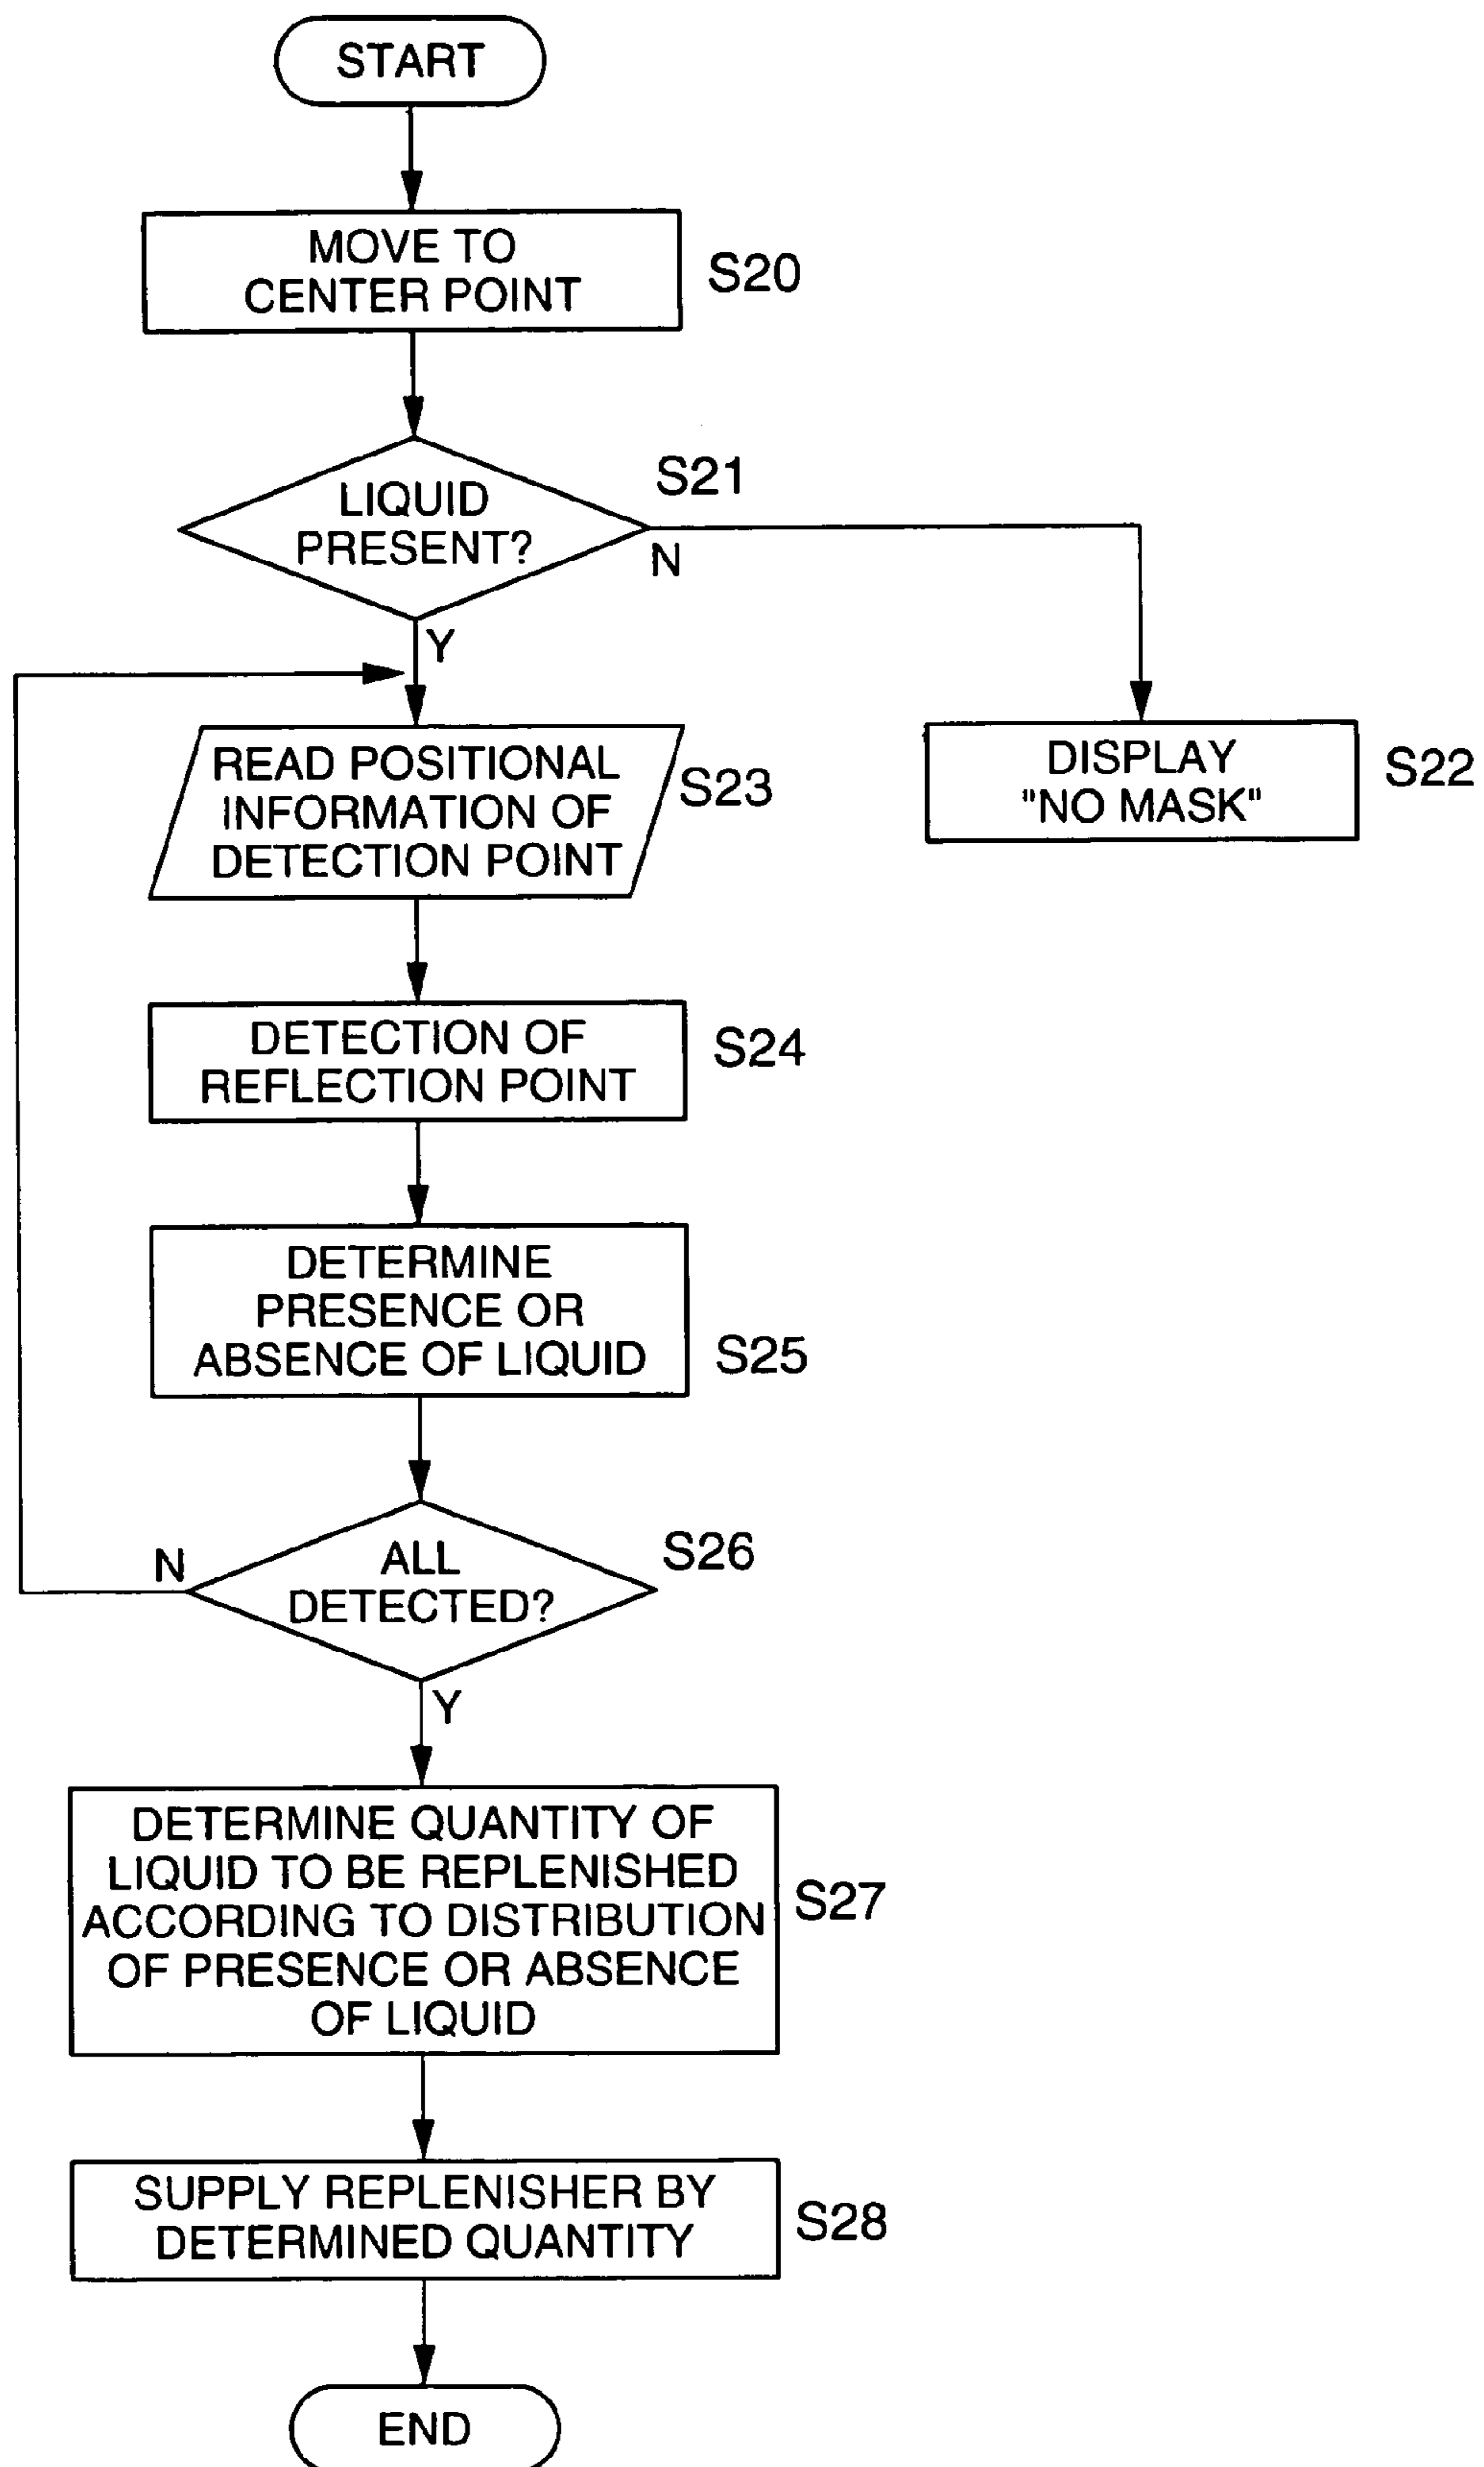 START
MOVE TO
CENTER POINT
S20
LIQUID
PRESENT?
S21
N
Y
READ POSITIONAL
INFORMATION OF
DETECTION POINT
S23
DISPLAY
"NO MASK"
S22
DETECTION OF
REFLECTION POINT
S24
DETERMINE
PRESENCE OR
ABSENCE OF LIQUID
S25
ALL
DETECTED?
S26
N
Y
DETERMINE QUANTITY OF
LIQUID TO BE REPLENISHED
ACCORDING TO DISTRIBUTION
OF PRESENCE OR ABSENCE
OF LIQUID
S27
SUPPLY REPLENISHER BY
DETERMINED QUANTITY
S28
END